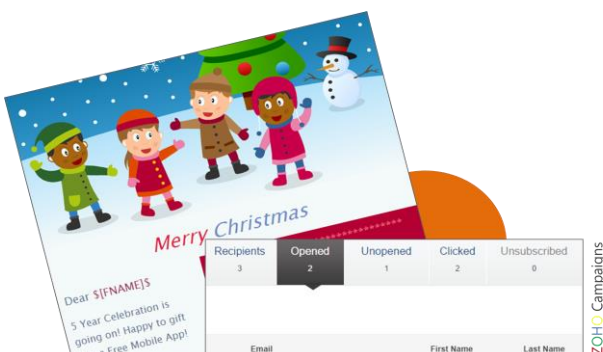 Merry Christmas
Dear $[FNAME]$
5 Year Celebration is
going on! Happy to gift
Free Mobile App!
Recipients Opened Unopened Clicked Unsubscribed
3 2 1 2 0
Email First Name Last Name
ZOHO Campaigns